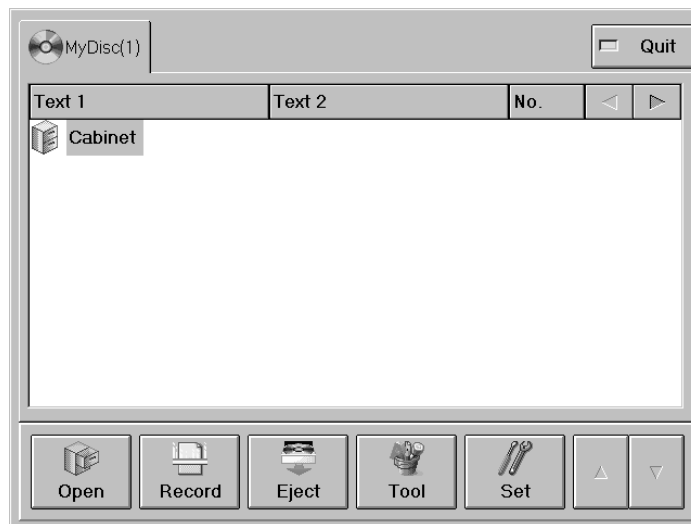 MyDisc(1)
Quit
Text 1 Text 2 No.
Cabinet
Open Record Eject Tool Set